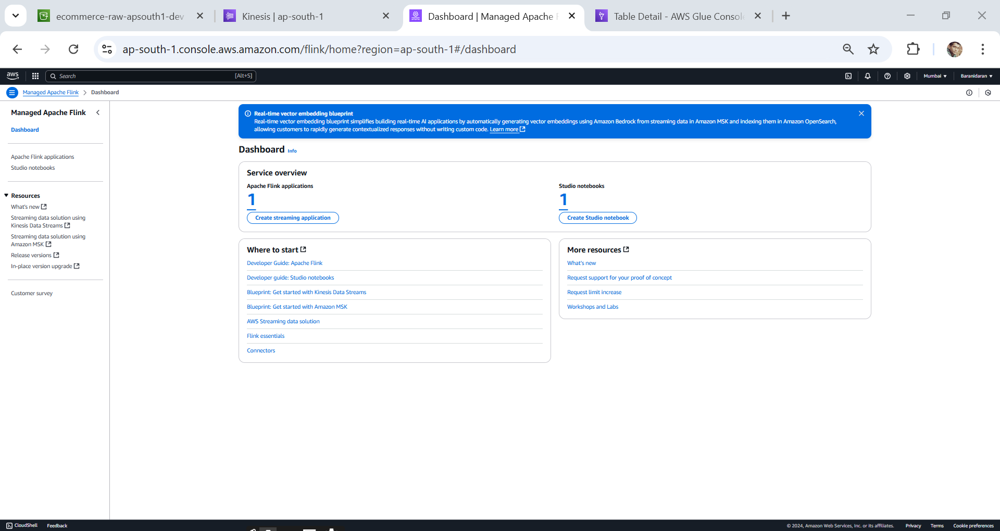 ecommerce-raw-apsouth1-dev
Kinesis | ap-south-1
Dashboard | Managed Apache F
Table Detail - AWS Glue Console
ap-south-1.console.aws.amazon.com/flink/home?region=ap-south-1#/dashboard
aws
Search
[Alt+S]
Mumbai
Baranidaran
Managed Apache Flink
Dashboard
Managed Apache Flink
Dashboard
Apache Flink applications
Studio notebooks
Resources
What's new
Streaming data solution using
Kinesis Data Streams
Streaming data solution using
Amazon MSK
Release versions
In-place version upgrade
Customer survey
Real-time vector embedding blueprint
Real-time vector embedding blueprint simplifies building real-time AI applications by automatically generating vector embeddings using Amazon Bedrock from streaming data in Amazon MSK and indexing them in Amazon OpenSearch,
allowing customers to rapidly generate contextualized responses without writing custom code. Learn more
Dashboard Info
Service overview
Apache Flink applications
1
Create streaming application
Studio notebooks
1
Create Studio notebook
Where to start
Developer Guide: Apache Flink
Developer guide: Studio notebooks
Blueprint: Get started with Kinesis Data Streams
Blueprint: Get started with Amazon MSK
AWS Streaming data solution
Flink essentials
Connectors
More resources
What's new
Request support for your proof of concept
Request limit increase
Workshops and Labs
CloudShell
Feedback
© 2024, Amazon Web Services, Inc. or its affiliates.
Privacy
Terms
Cookie preferences